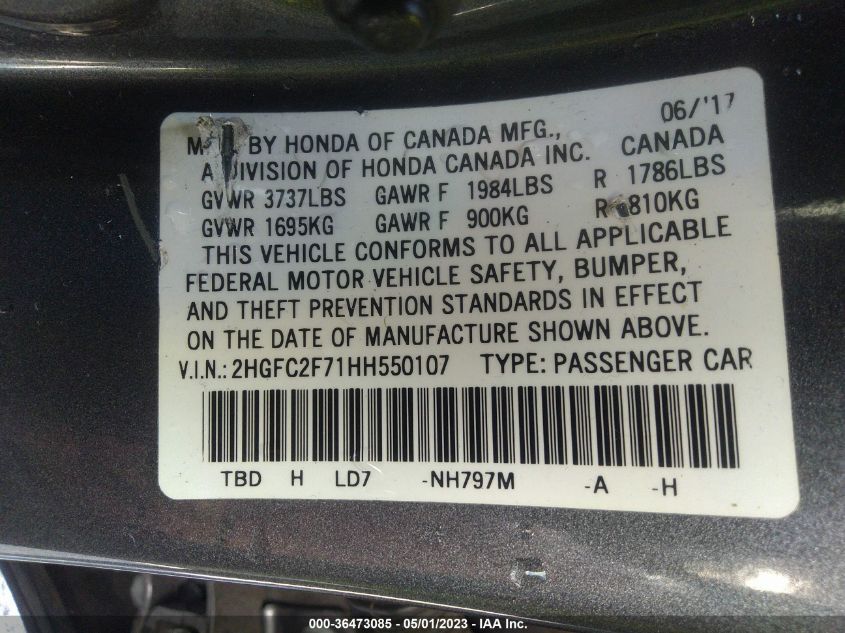 06/'17
MFD. BY HONDA OF CANADA MFG., CANADA
A DIVISION OF HONDA CANADA INC.
GVWR 3737LBS GAWR F 1984LBS R 1786LBS
GVWR 1695KG GAWR F 900KG R 810KG
THIS VEHICLE CONFORMS TO ALL APPLICABLE
FEDERAL MOTOR VEHICLE SAFETY, BUMPER,
AND THEFT PREVENTION STANDARDS IN EFFECT
ON THE DATE OF MANUFACTURE SHOWN ABOVE.
V.I.N.: 2HGFC2F71HH550107 TYPE: PASSENGER CAR
TBD H LD7 -NH797M -A -H
000-36473085 - 05/01/2023 - IAA Inc.